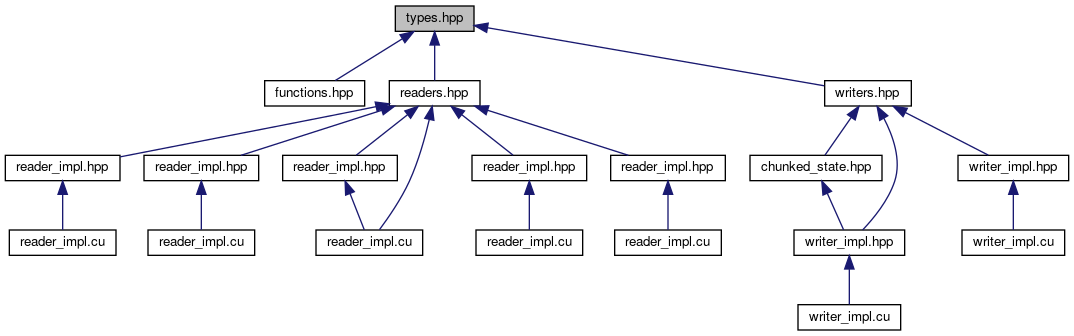 types.hpp
functions.hpp
readers.hpp
writers.hpp
reader_impl.hpp
reader_impl.hpp
reader_impl.hpp
reader_impl.hpp
reader_impl.hpp
chunked_state.hpp
writer_impl.hpp
reader_impl.cu
reader_impl.cu
reader_impl.cu
reader_impl.cu
reader_impl.cu
writer_impl.hpp
writer_impl.cu
writer_impl.cu